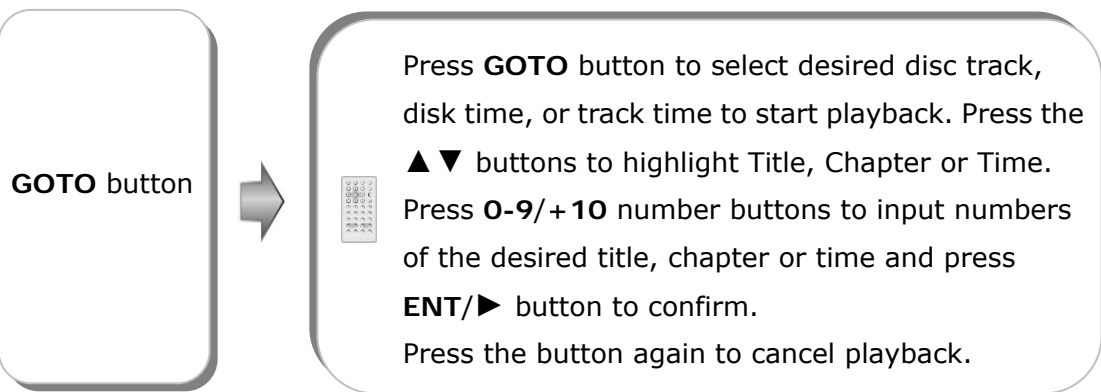 GOTO button
Press GOTO button to select desired disc track,
disk time, or track time to start playback. Press the
▲▼ buttons to highlight Title, Chapter or Time.
Press 0-9/+10 number buttons to input numbers
of the desired title, chapter or time and press
ENT/► button to confirm.
Press the button again to cancel playback.